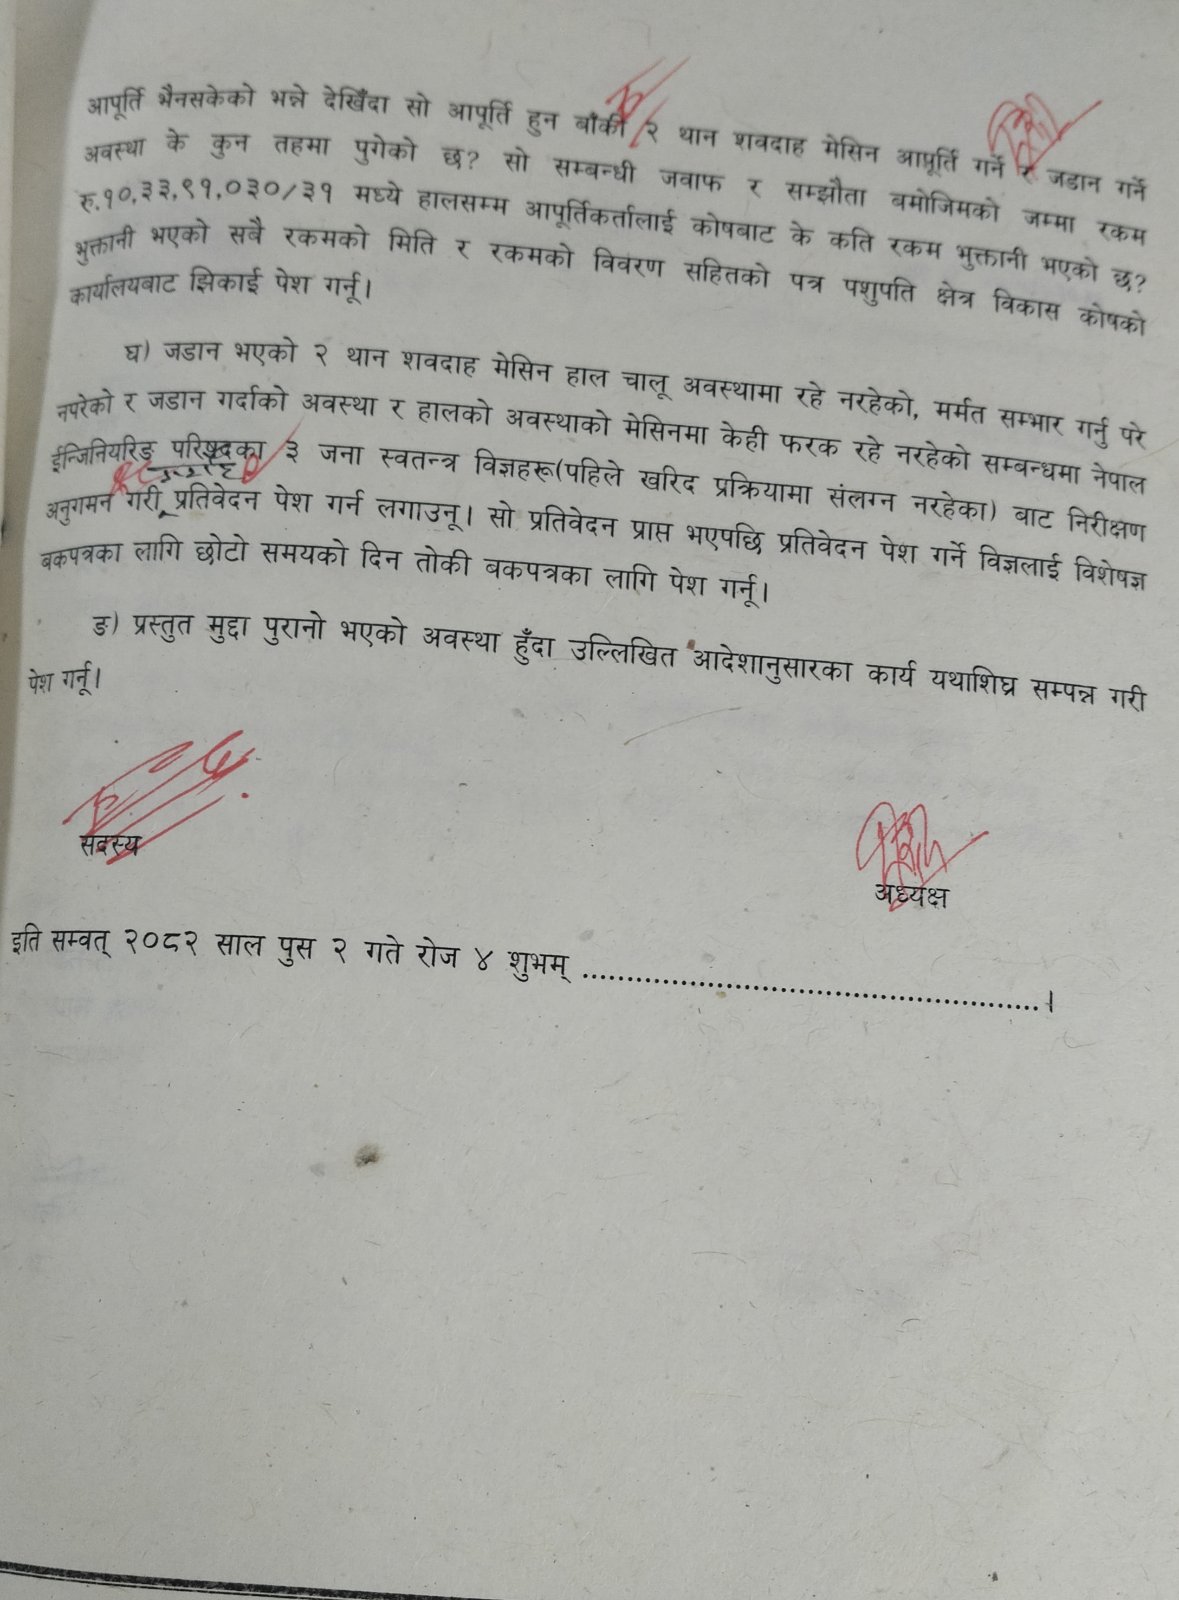 आपूर्ति भैनसकेको भन्ने देखिँदा सो आपूर्ति हुन बाँकी २ थान शवदाह मेसिन आपूर्ति गर्ने र जडान गर्ने
अवस्था के कुन तहमा पुगेको छ? सो सम्बन्धी जवाफ र सम्झौता बमोजिमको जम्मा रकम
रु.१०,३३,९१,०३०/३१ मध्ये हालसम्म आपूर्तिकर्तालाई कोषबाट के कति रकम भुक्तानी भएको छ?
भुक्तानी भएको सबै रकमको मिति र रकमको विवरण सहितको पत्र पशुपति क्षेत्र विकास कोषको
कार्यालयबाट झिकाई पेश गर्नू।
घ) जडान भएको २ थान शवदाह मेसिन हाल चालू अवस्थामा रहे नरहेको, मर्मत सम्भार गर्नु परे
नपरेको र जडान गर्दाको अवस्था र हालको अवस्थाको मेसिनमा केही फरक रहे नरहेको सम्बन्धमा नेपाल
ईन्जिनियरिङ परिषद्का ३ जना स्वतन्त्र विज्ञहरू(पहिले खरिद प्रक्रियामा संलग्न नरहेका) बाट निरीक्षण
अनुगमन गरी प्रतिवेदन पेश गर्न लगाउनू। सो प्रतिवेदन प्राप्त भएपछि प्रतिवेदन पेश गर्ने विज्ञलाई विशेषज्ञ
बकपत्रका लागि छोटो समयको दिन तोकी बकपत्रका लागि पेश गर्नू।
ङ) प्रस्तुत मुद्दा पुरानो भएको अवस्था हुँदा उल्लिखित आदेशानुसारका कार्य यथाशिघ्र सम्पन्न गरी
पेश गर्नू।
सदस्य
अध्यक्ष
इति सम्वत् २०८२ साल पुस २ गते रोज ४ शुभम् ......................................................।